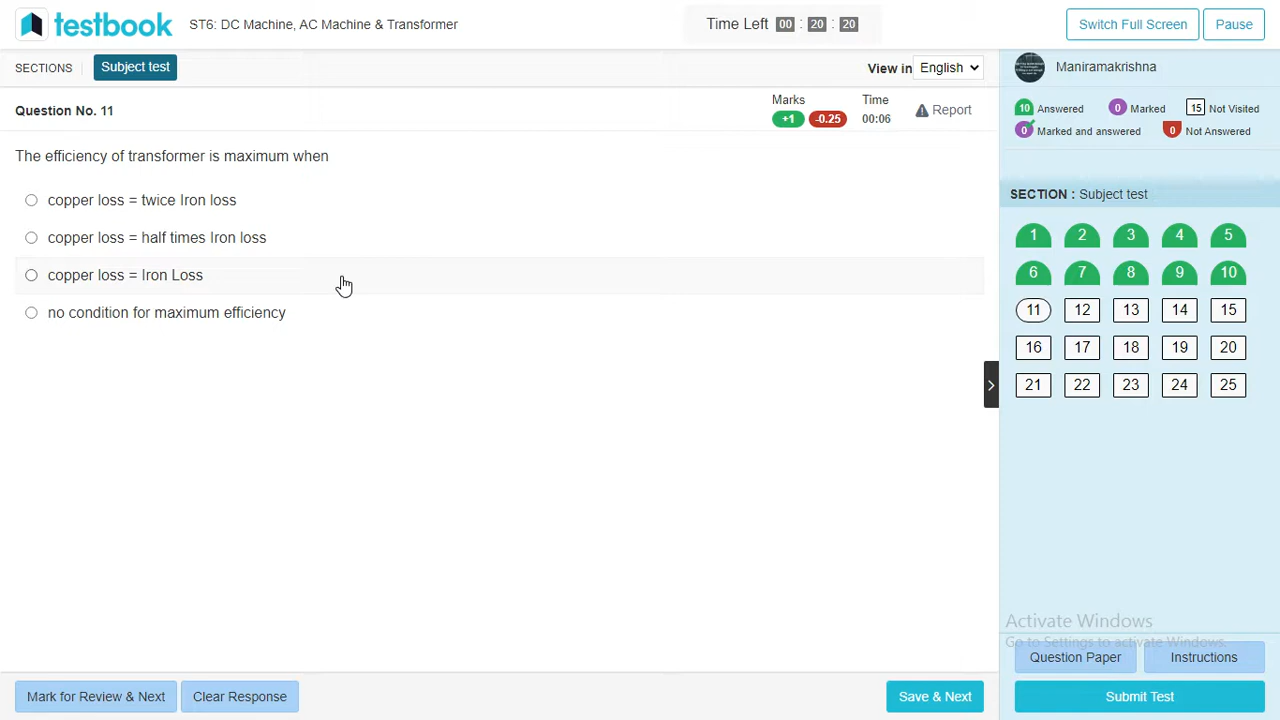 testbook ST6: DC Machine, AC Machine & Transformer Time Left 00 : 20 : 20 Switch Full Screen Pause
SECTIONS Subject test View in English Maniramakrishna
Question No. 11 Marks +1 -0.25 Time 00:06 Report
10 Answered 0 Marked 15 Not Visited
0 Marked and answered 0 Not Answered
The efficiency of transformer is maximum when
copper loss = twice Iron loss
copper loss = half times Iron loss
copper loss = Iron Loss
no condition for maximum efficiency
SECTION : Subject test
1 2 3 4 5
6 7 8 9 10
11 12 13 14 15
16 17 18 19 20
21 22 23 24 25
Activate Windows
Go to Settings to activate Windows.
Question Paper Instructions
Mark for Review & Next Clear Response Save & Next Submit Test